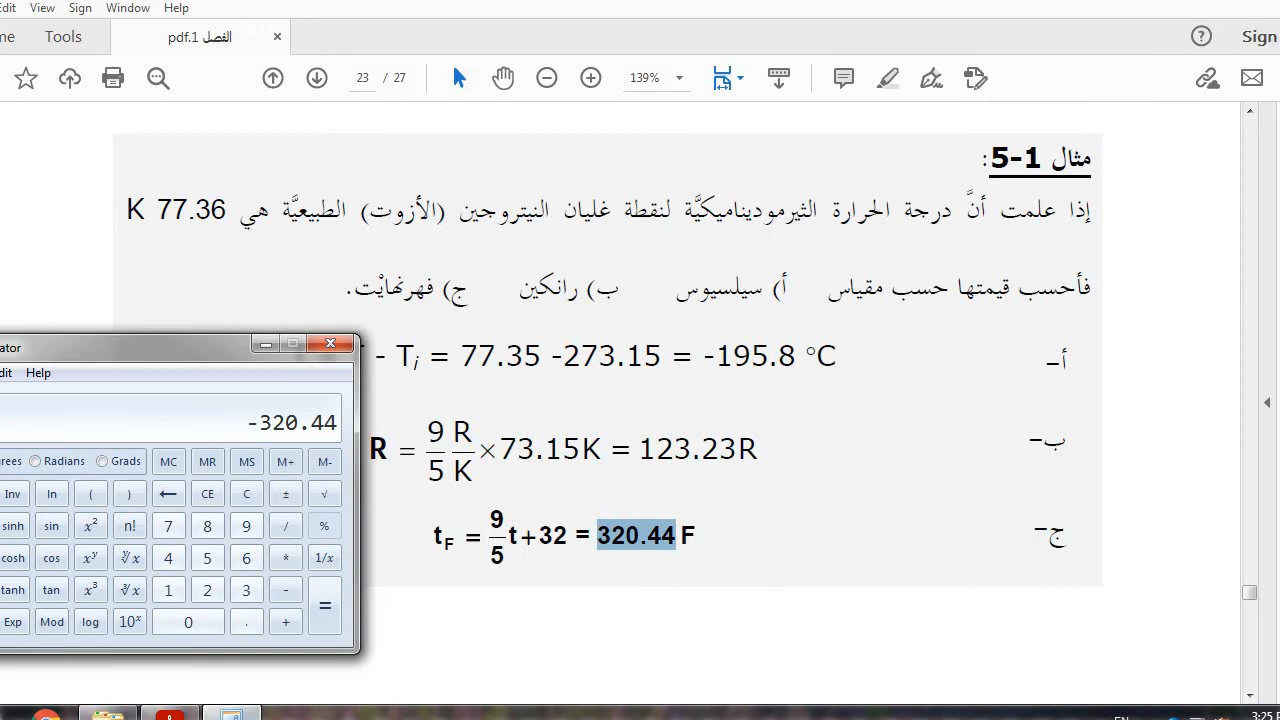 Edit View Sign Window Help
me Tools الفصل 1.pdf × ? Sign
23 / 27 139%
مثال 1-5:
إذا علمت أنَّ درجة الحرارة الثيرموديناميكيَّة لنقطة غليان النيتروجين (الأزوت) الطبيعيَّة هي 77.36 K
فأحسب قيمتها حسب مقياس أ) سيلسيوس ب) رانكين ج) فهرنهايْت.
أ- - Ti = 77.35 -273.15 = -195.8 °C
ب- R = 9/5 R/K ×73.15K = 123.23R
ج- tF = 9/5 t+32 = 320.44 F
ator
dit Help
-320.44
rees Radians Grads MC MR MS M+ M-
Inv ln ( ) ← CE C ± √
sinh sin x² n! 7 8 9 / %
cosh cos xʸ ʸ√x 4 5 6 * 1/x
tanh tan x³ ³√x 1 2 3 - =
Exp Mod log 10ˣ 0 . +
EN 3:25